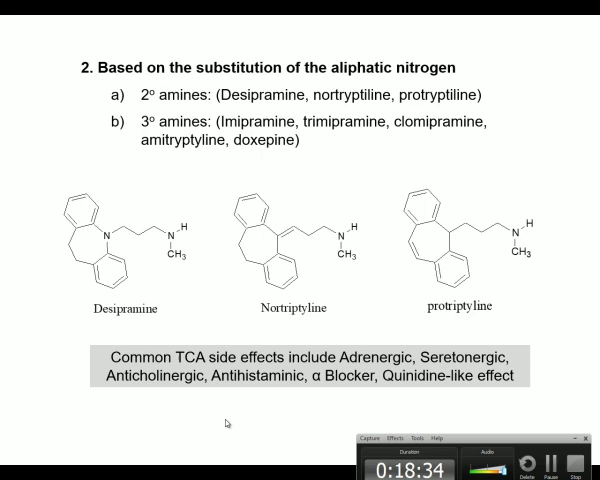 2. Based on the substitution of the aliphatic nitrogen
a) 2º amines: (Desipramine, nortryptiline, protryptiline)
b) 3º amines: (Imipramine, trimipramine, clomipramine,
amitryptyline, doxepine)
N
N
H
CH3
N
H
CH3
N
H
CH3
Desipramine
Nortriptyline
protriptyline
Common TCA side effects include Adrenergic, Seretonergic,
Anticholinergic, Antihistaminic, α Blocker, Quinidine-like effect
Capture Effects Tools Help
Duration
Audio
0:18:34
Delete Pause Stop